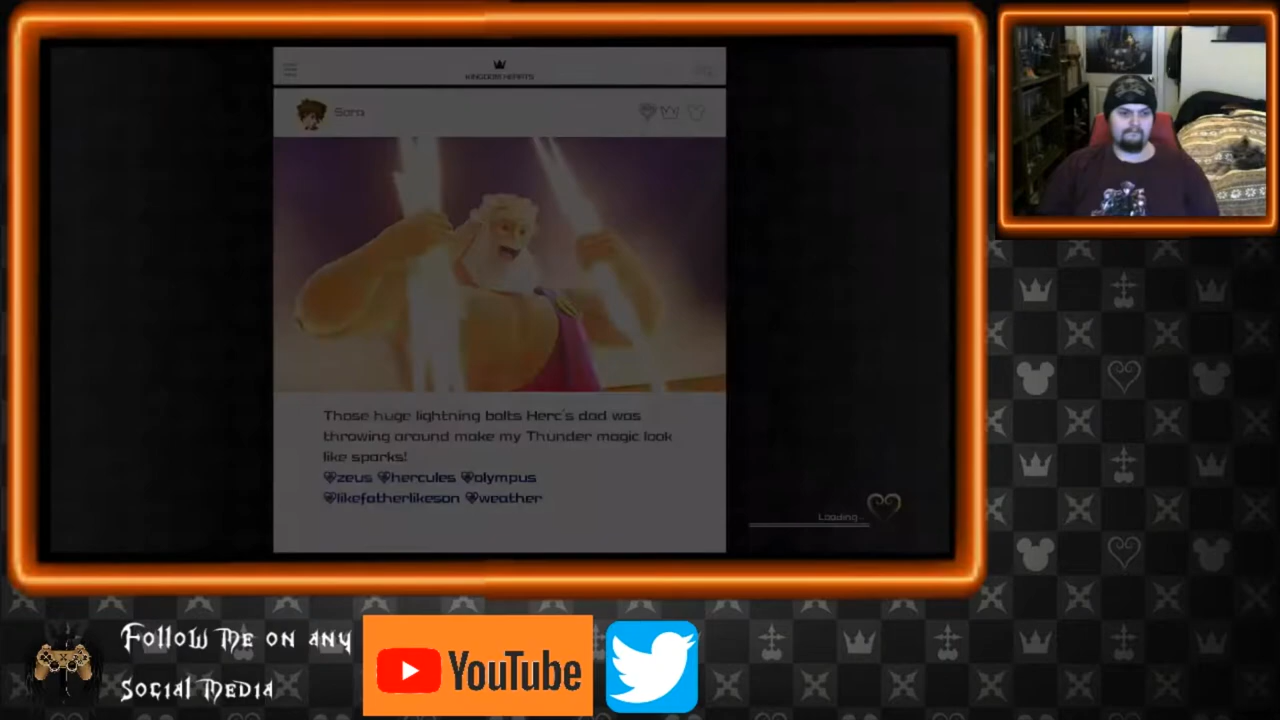 KINGDOM HEARTS
Sora
Those huge lightning bolts Herc's dad was
throwing around make my Thunder magic look
like sparks!
zeus hercules olympus
likefatherlikeson weather
Loading...
Follow Me on any
Social Media
YouTube